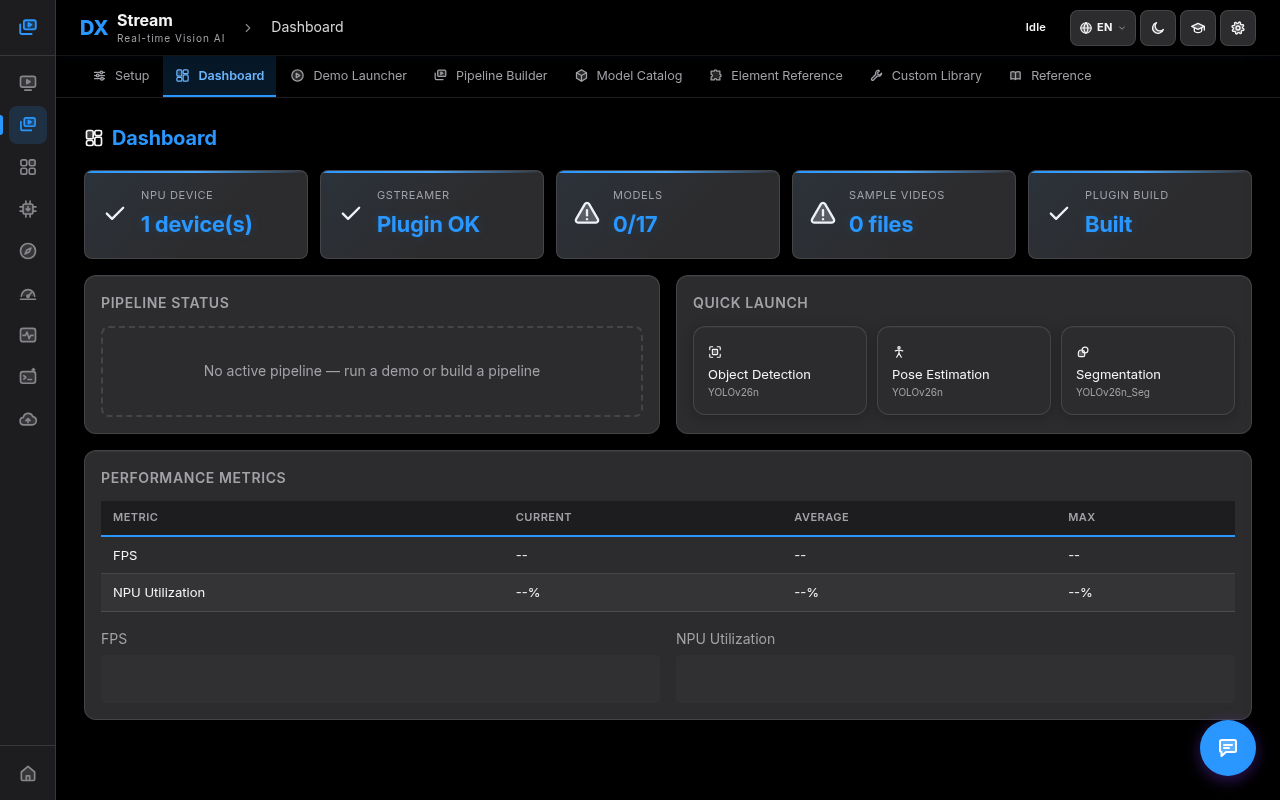 DX Stream
Real-time Vision AI
Dashboard
Idle
EN
Setup
Dashboard
Demo Launcher
Pipeline Builder
Model Catalog
Element Reference
Custom Library
Reference
Dashboard
NPU DEVICE
1 device(s)
GSTREAMER
Plugin OK
MODELS
0/17
SAMPLE VIDEOS
0 files
PLUGIN BUILD
Built
PIPELINE STATUS
No active pipeline — run a demo or build a pipeline
QUICK LAUNCH
Object Detection
YOLOv26n
Pose Estimation
YOLOv26n
Segmentation
YOLOv26n_Seg
PERFORMANCE METRICS
METRIC CURRENT AVERAGE MAX
FPS -- -- --
NPU Utilization --% --% --%
FPS
NPU Utilization